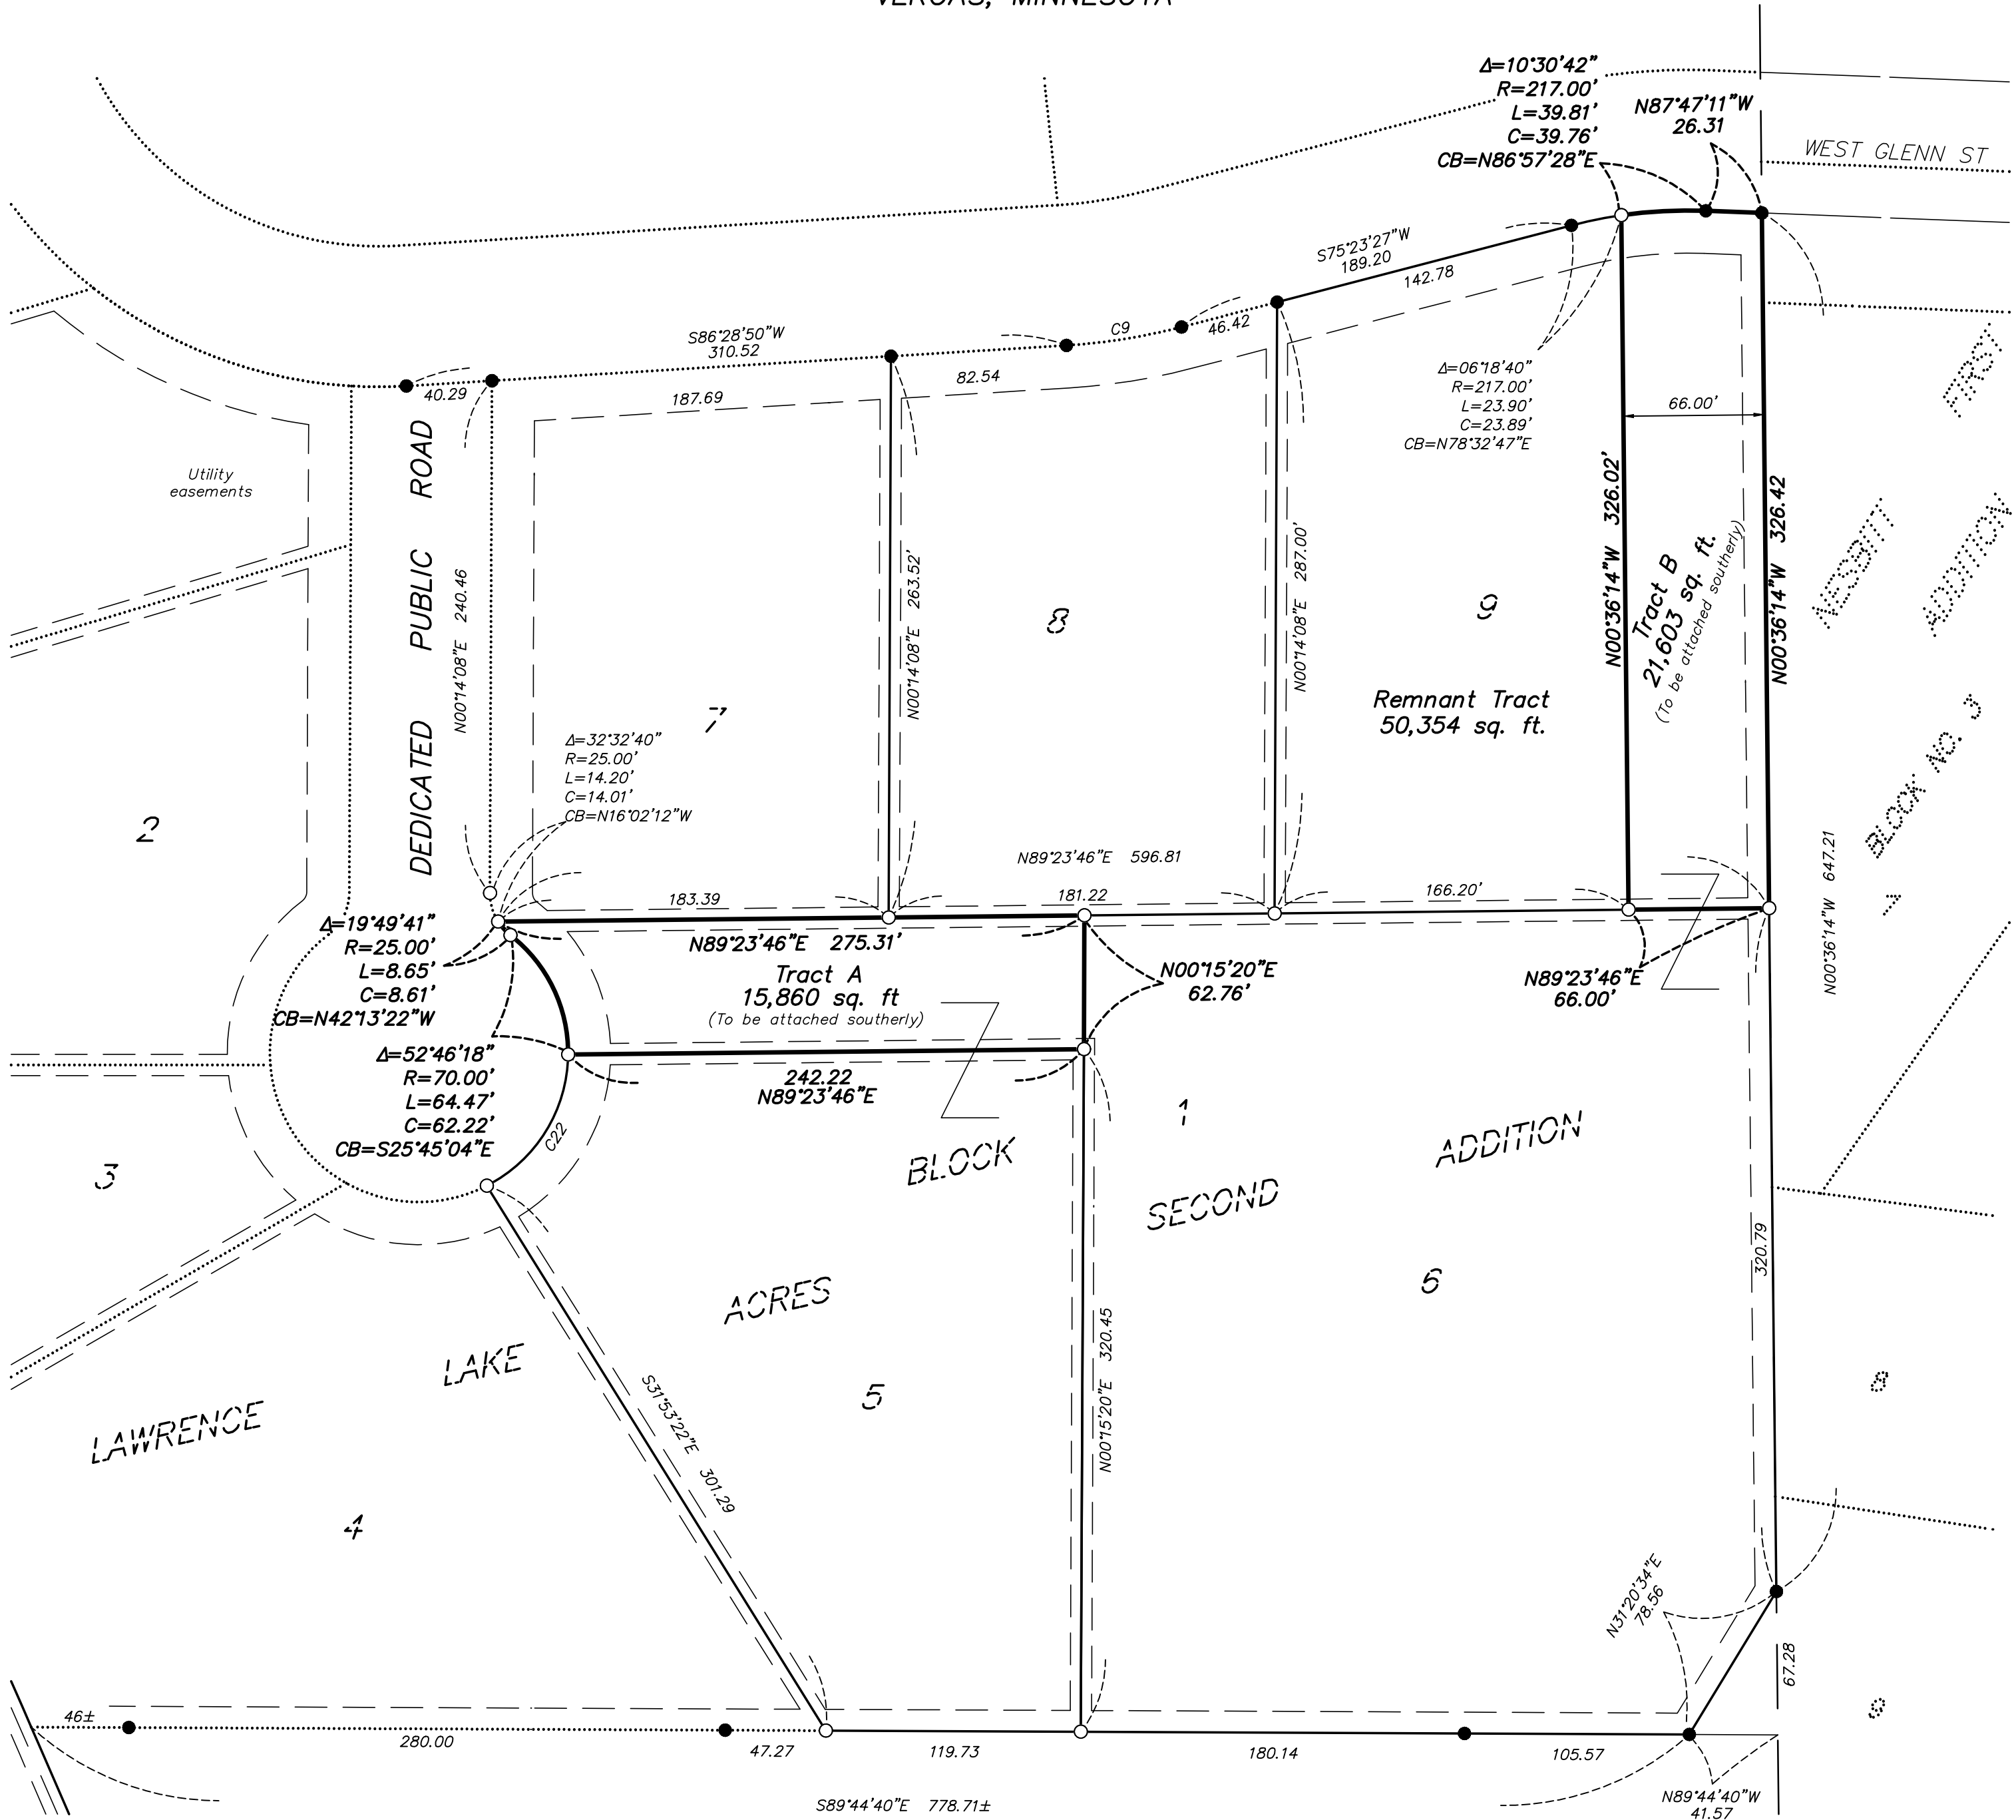 VERGAS, MINNESOTA
Δ=10°30'42"
R=217.00'
L=39.81'
C=39.76'
CB=N86°57'28"E
N87°47'11"W
26.31
WEST GLENN ST
S75°23'27"W
189.20
142.78
S86°28'50"W
310.52
C9
46.42
40.29
187.69
82.54
Δ=06°18'40"
R=217.00'
L=23.90'
C=23.89'
CB=N78°32'47"E
66.00'
FIRST
NESBIT
ADDITION
BLOCK NO. 3
Utility
easements
DEDICATED PUBLIC ROAD
N00°14'08"E 240.46
N00°14'08"E 263.52'
N00°14'08"E 287.00'
N00°36'14"W 326.02'
N00°36'14"W 326.42
Tract B
21,603 sq. ft.
(To be attached southerly)
7
8
9
Remnant Tract
50,354 sq. ft.
Δ=32°32'40"
R=25.00'
L=14.20'
C=14.01'
CB=N16°02'12"W
2
N89°23'46"E 596.81
183.39
181.22
166.20'
N00°36'14"W 647.21
7
Δ=19°49'41"
R=25.00'
L=8.65'
C=8.61'
CB=N42°13'22"W
N89°23'46"E 275.31'
Tract A
15,860 sq. ft
(To be attached southerly)
N00°15'20"E
62.76'
N89°23'46"E
66.00'
Δ=52°46'18"
R=70.00'
L=64.47'
C=62.22'
CB=S25°45'04"E
242.22
N89°23'46"E
C22
3
BLOCK
1
SECOND
ADDITION
320.79
ACRES
LAKE
LAWRENCE
6
5
4
8
9
S31°53'22"E 301.29
N00°15'20"E 320.45
N31°20'34"E
78.56
67.28
46±
280.00
47.27
119.73
180.14
105.57
N89°44'40"W
41.57
S89°44'40"E 778.71±